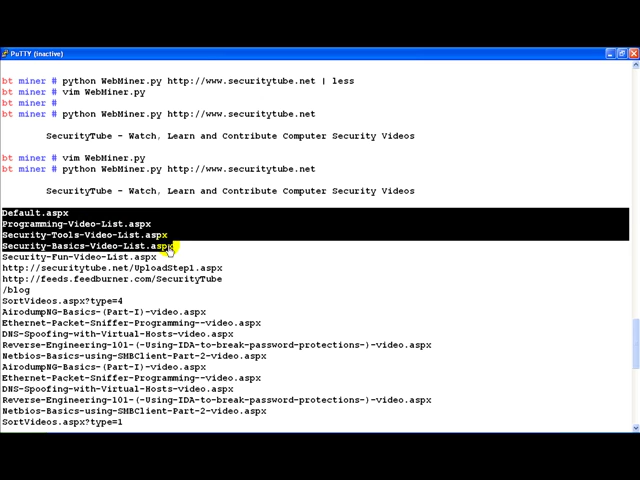 PuTTY (inactive)
bt miner # python WebMiner.py http://www.securitytube.net | less
bt miner # vim WebMiner.py
bt miner #
bt miner # python WebMiner.py http://www.securitytube.net
SecurityTube - Watch, Learn and Contribute Computer Security Videos
bt miner # vim WebMiner.py
bt miner # python WebMiner.py http://www.securitytube.net
SecurityTube - Watch, Learn and Contribute Computer Security Videos
Default.aspx
Programming-Video-List.aspx
Security-Tools-Video-List.aspx
Security-Basics-Video-List.aspx
Security-Fun-Video-List.aspx
http://securitytube.net/UploadStep1.aspx
http://feeds.feedburner.com/SecurityTube
/blog
SortVideos.aspx?type=4
AirodumpNG-Basics-(Part-I)-video.aspx
Ethernet-Packet-Sniffer-Programming--video.aspx
DNS-Spoofing-with-Virtual-Hosts-video.aspx
Reverse-Engineering-101-(-Using-IDA-to-break-password-protections-)-video.aspx
Netbios-Basics-using-SMBClient-Part-2-video.aspx
AirodumpNG-Basics-(Part-I)-video.aspx
Ethernet-Packet-Sniffer-Programming--video.aspx
DNS-Spoofing-with-Virtual-Hosts-video.aspx
Reverse-Engineering-101-(-Using-IDA-to-break-password-protections-)-video.aspx
Netbios-Basics-using-SMBClient-Part-2-video.aspx
SortVideos.aspx?type=1